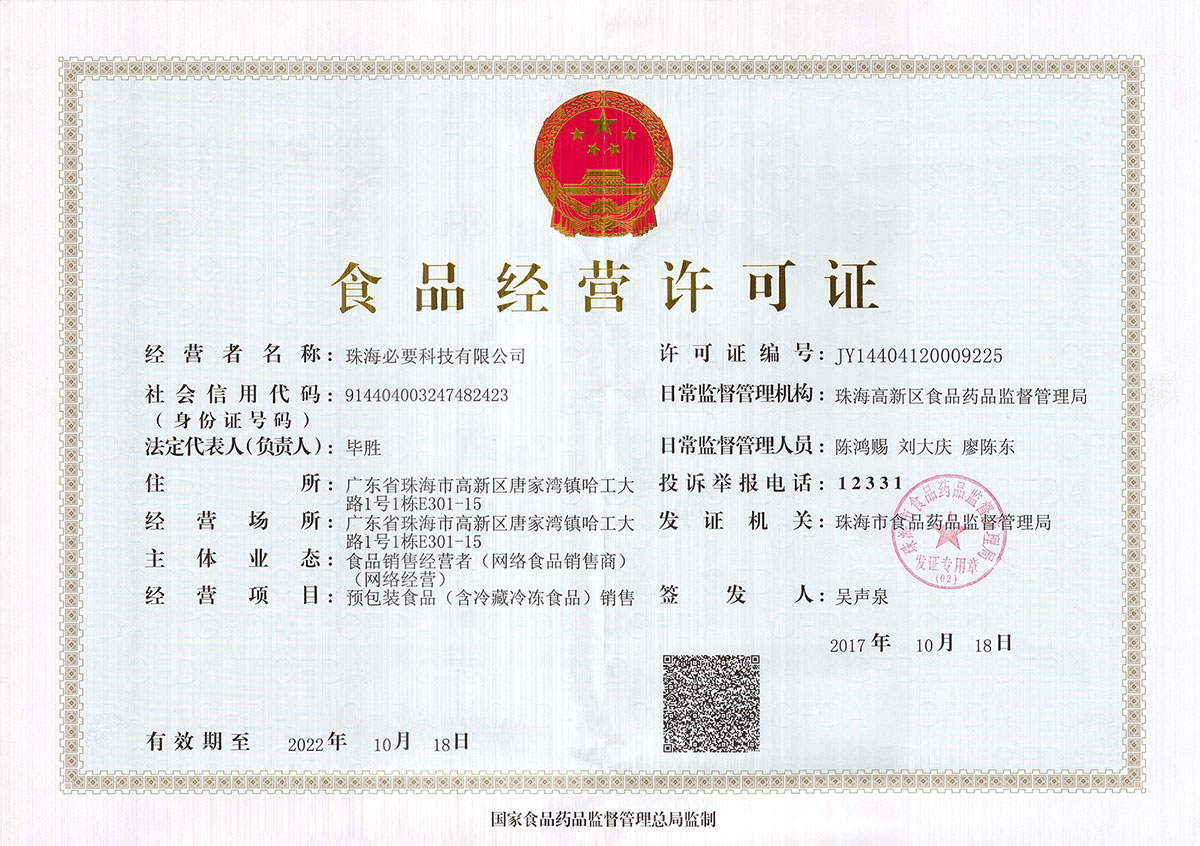 食品经营许可证
经营者名称：珠海必要科技有限公司
社会信用代码：914404003247482423
（身份证号码）
法定代表人（负责人）：毕胜
住所：广东省珠海市高新区唐家湾镇哈工大
路1号1栋E301-15
经营场所：广东省珠海市高新区唐家湾镇哈工大
路1号1栋E301-15
主体业态：食品销售经营者（网络食品销售商）
（网络经营）
经营项目：预包装食品（含冷藏冷冻食品）销售
许可证编号：JY14404120009225
日常监督管理机构：珠海高新区食品药品监督管理局
日常监督管理人员：陈鸿赐 刘大庆 廖陈东
投诉举报电话：12331
发证机关：珠海市食品药品监督管理局
珠海市食品药品监督管理局
发证专用章
(02)
签发人：吴声泉
2017年 10月 18日
有效期至 2022年 10月 18日
国家食品药品监督管理总局监制